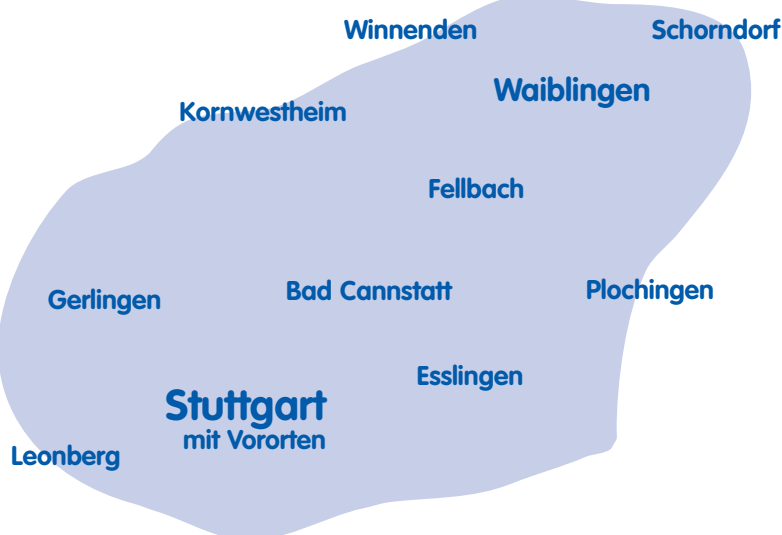 Winnenden
Schorndorf
Waiblingen
Kornwestheim
Fellbach
Gerlingen
Bad Cannstatt
Plochingen
Esslingen
Stuttgart
mit Vororten
Leonberg